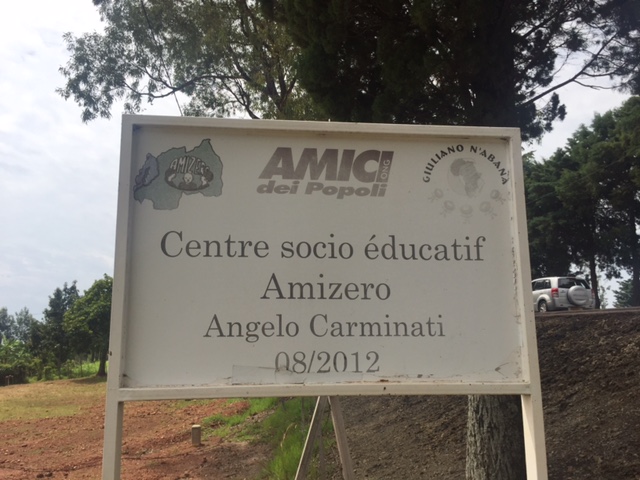 AMIZERO
AMICI
ONG
dei Popoli
GIULIANO N'ABANA
Centre socio éducatif
Amizero
Angelo Carminati
08/2012